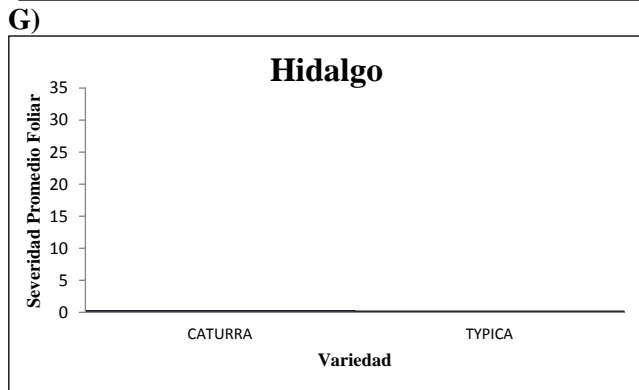 G)
Hidalgo
Severidad Promedio Foliar
35
30
25
20
15
10
5
0
CATURRA TYPICA
Variedad